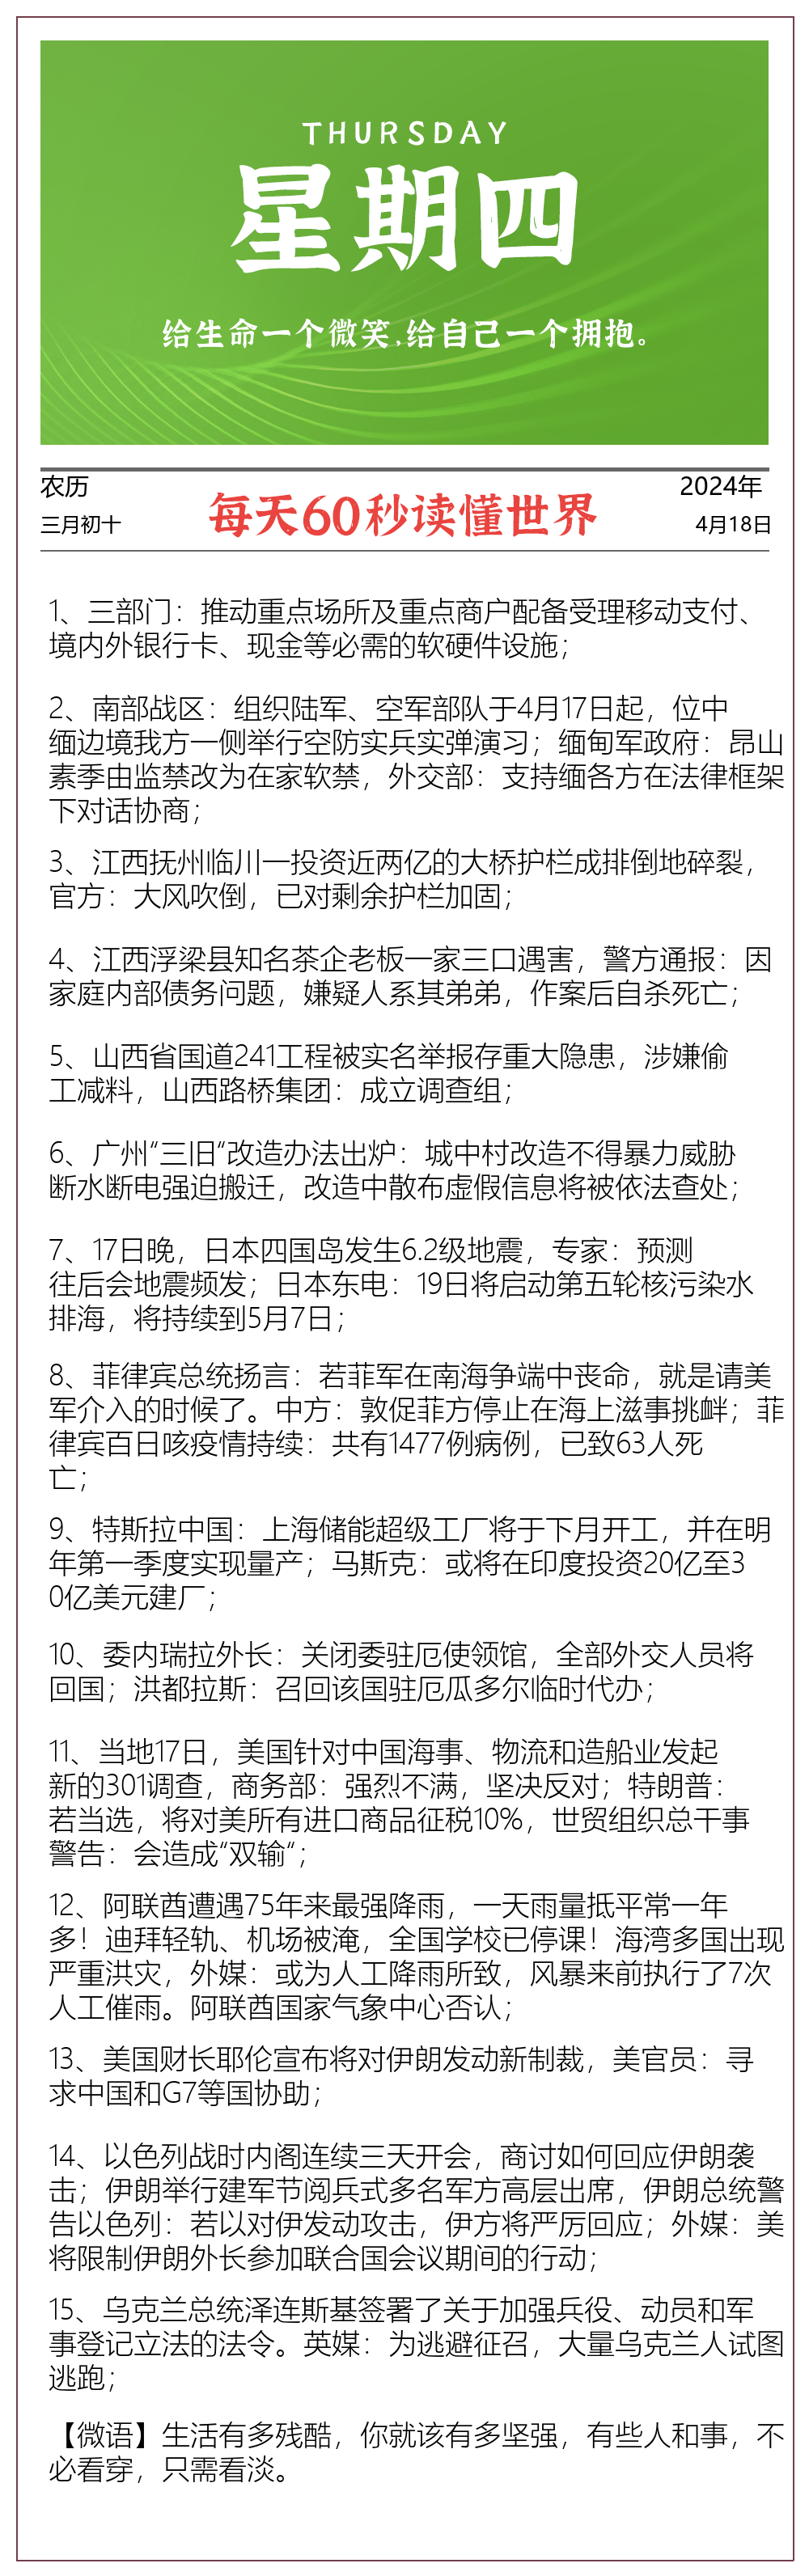 THURSDAY
星期四
给生命一个微笑,给自己一个拥抱。
农历
三月初十
每天60秒读懂世界
2024年
4月18日
1、三部门：推动重点场所及重点商户配备受理移动支付、
境内外银行卡、现金等必需的软硬件设施；
2、南部战区：组织陆军、空军部队于4月17日起，位中
缅边境我方一侧举行空防实兵实弹演习；缅甸军政府：昂山
素季由监禁改为在家软禁，外交部：支持缅各方在法律框架
下对话协商；
3、江西抚州临川一投资近两亿的大桥护栏成排倒地碎裂，
官方：大风吹倒，已对剩余护栏加固；
4、江西浮梁县知名茶企老板一家三口遇害，警方通报：因
家庭内部债务问题，嫌疑人系其弟弟，作案后自杀死亡；
5、山西省国道241工程被实名举报存重大隐患，涉嫌偷
工减料，山西路桥集团：成立调查组；
6、广州“三旧“改造办法出炉：城中村改造不得暴力威胁
断水断电强迫搬迁，改造中散布虚假信息将被依法查处；
7、17日晚，日本四国岛发生6.2级地震，专家：预测
往后会地震频发；日本东电：19日将启动第五轮核污染水
排海，将持续到5月7日；
8、菲律宾总统扬言：若菲军在南海争端中丧命，就是请美
军介入的时候了。中方：敦促菲方停止在海上滋事挑衅；菲
律宾百日咳疫情持续：共有1477例病例，已致63人死
亡；
9、特斯拉中国：上海储能超级工厂将于下月开工，并在明
年第一季度实现量产；马斯克：或将在印度投资20亿至3
0亿美元建厂；
10、委内瑞拉外长：关闭委驻厄使领馆，全部外交人员将
回国；洪都拉斯：召回该国驻厄瓜多尔临时代办；
11、当地17日，美国针对中国海事、物流和造船业发起
新的301调查，商务部：强烈不满，坚决反对；特朗普：
若当选，将对美所有进口商品征税10%，世贸组织总干事
警告：会造成“双输“；
12、阿联酋遭遇75年来最强降雨，一天雨量抵平常一年
多！迪拜轻轨、机场被淹，全国学校已停课！海湾多国出现
严重洪灾，外媒：或为人工降雨所致，风暴来前执行了7次
人工催雨。阿联酋国家气象中心否认；
13、美国财长耶伦宣布将对伊朗发动新制裁，美官员：寻
求中国和G7等国协助；
14、以色列战时内阁连续三天开会，商讨如何回应伊朗袭
击；伊朗举行建军节阅兵式多名军方高层出席，伊朗总统警
告以色列：若以对伊发动攻击，伊方将严厉回应；外媒：美
将限制伊朗外长参加联合国会议期间的行动；
15、乌克兰总统泽连斯基签署了关于加强兵役、动员和军
事登记立法的法令。英媒：为逃避征召，大量乌克兰人试图
逃跑；
【微语】生活有多残酷，你就该有多坚强，有些人和事，不
必看穿，只需看淡。